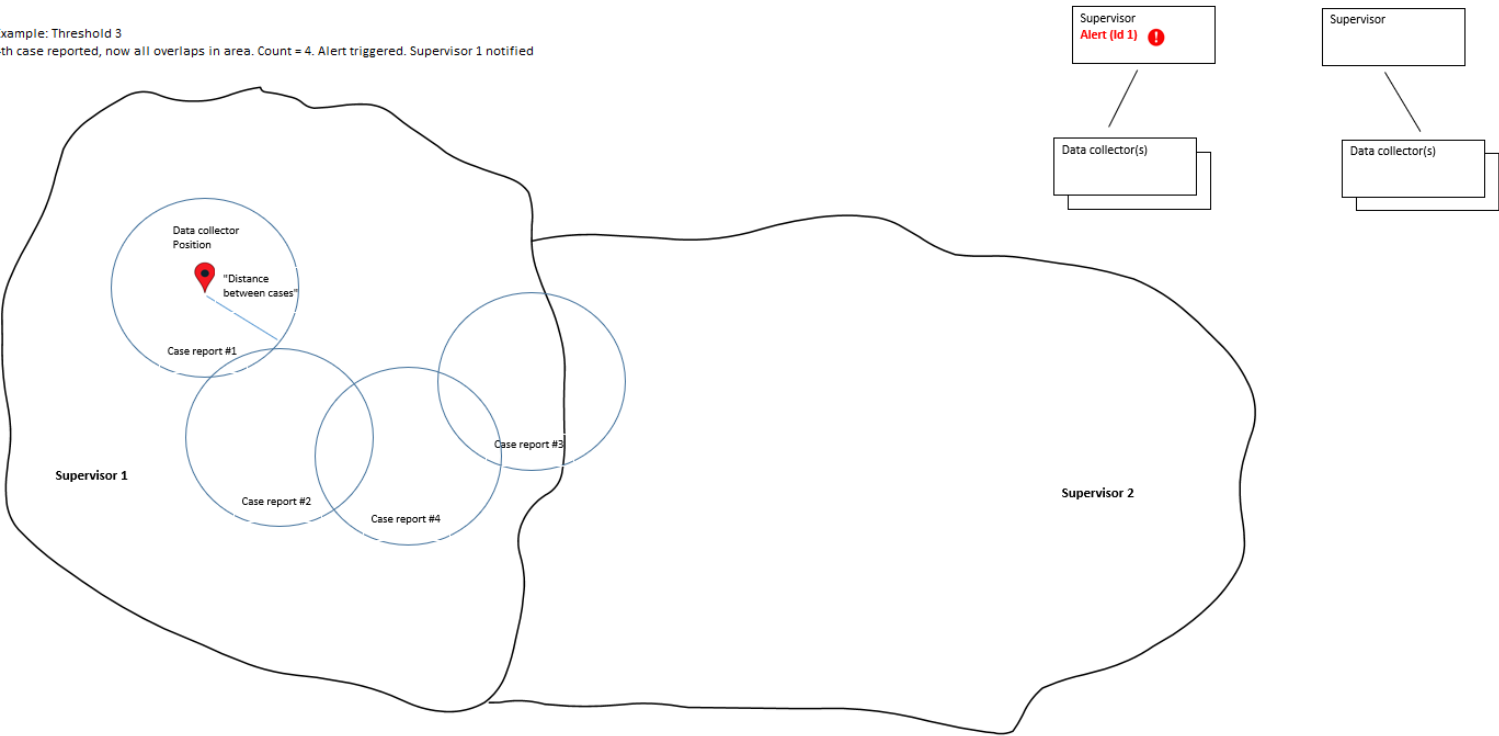 xample: Threshold 3
-th case reported, now all overlaps in area. Count = 4. Alert triggered. Supervisor 1 notified
Supervisor
Alert (Id 1)
Supervisor
Data collector(s)
Data collector(s)
Data collector
Position
"Distance
between cases"
Case report #1
Case report #3
Supervisor 1
Case report #2
Case report #4
Supervisor 2